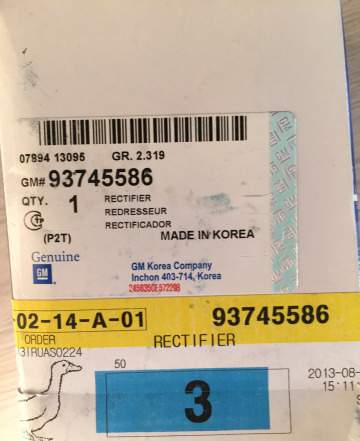 07894 13095 GR. 2.319
GM# 93745586
QTY. 1 RECTIFIER
REDRESSEUR
RECTIFICADOR
(P2T) MADE IN KOREA
Genuine
GM
GM Korea Company
Inchon 403-714, Korea
02-14-A-01 93745586
ORDER RECTIFIER
31RUAS0224
50
3
2013-08-
15:11